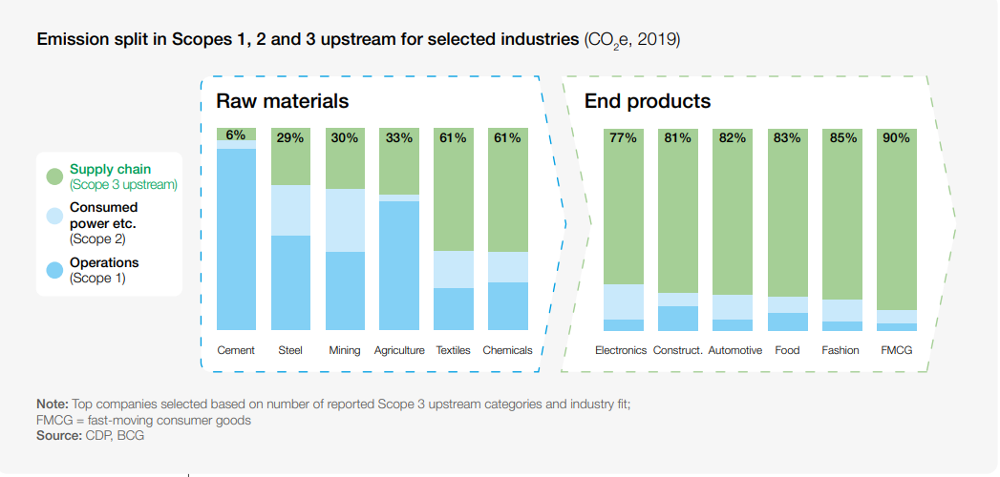 Emission split in Scopes 1, 2 and 3 upstream for selected industries (CO₂e, 2019)
Raw materials
End products
6%
29%
30%
33%
61%
61%
77%
81%
82%
83%
85%
90%
Supply chain
(Scope 3 upstream)
Consumed
power etc.
(Scope 2)
Operations
(Scope 1)
Cement
Steel
Mining
Agriculture
Textiles
Chemicals
Electronics
Construct.
Automotive
Food
Fashion
FMCG
Note: Top companies selected based on number of reported Scope 3 upstream categories and industry fit;
FMCG = fast-moving consumer goods
Source: CDP, BCG